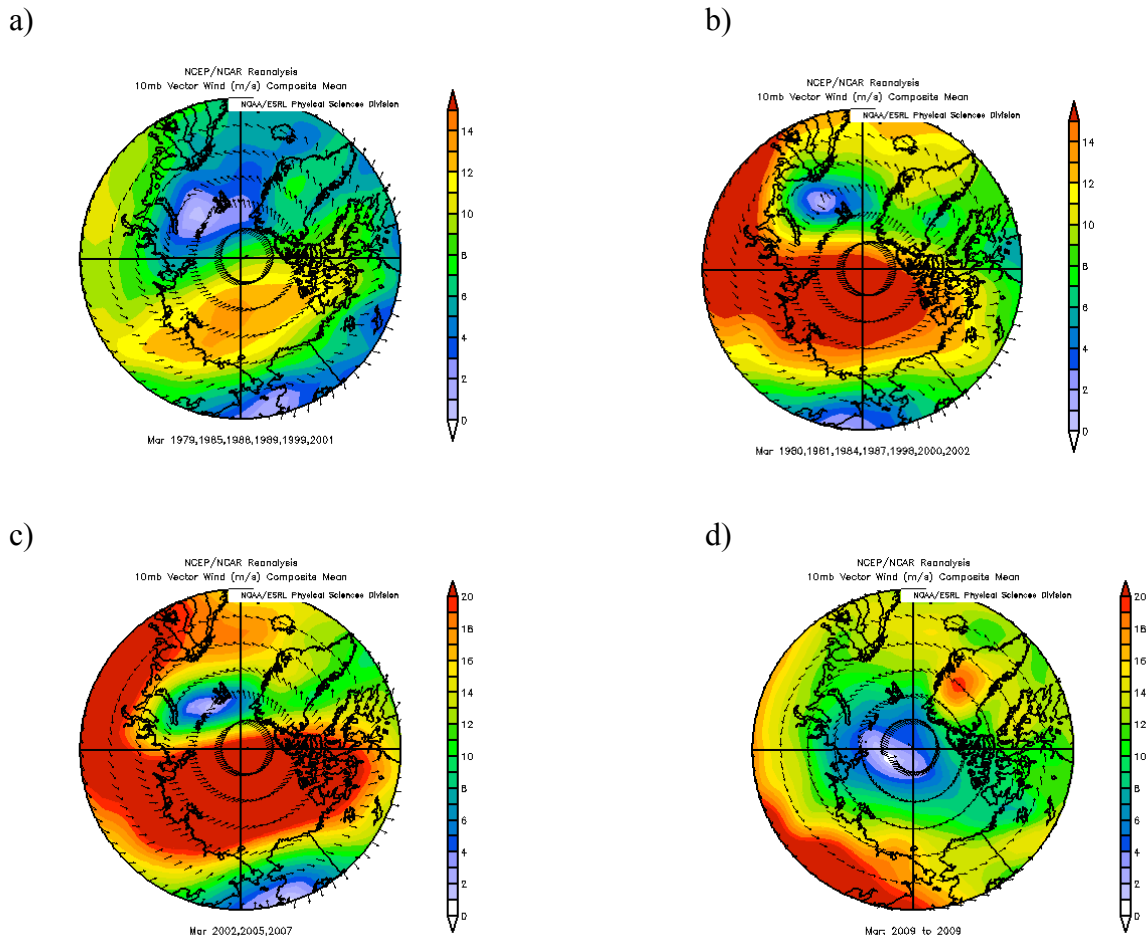 a)
NCEP/NCAR Reanalysis
10mb Vector Wind (m/s) Composite Mean
NOAA/ESRL Physical Sciences Division
14
12
10
8
6
4
2
0
Mar 1979,1985,1988,1989,1999,2001
b)
NCEP/NCAR Reanalysis
10mb Vector Wind (m/s) Composite Mean
NOAA/ESRL Physical Sciences Division
14
12
10
8
6
4
2
0
Mar 1980,1981,1984,1987,1998,2000,2002
c)
NCEP/NCAR Reanalysis
10mb Vector Wind (m/s) Composite Mean
NOAA/ESRL Physical Sciences Division
20
18
16
14
12
10
8
6
4
2
0
Mar 2002,2005,2007
d)
NCEP/NCAR Reanalysis
10mb Vector Wind (m/s) Composite Mean
NOAA/ESRL Physical Sciences Division
20
18
16
14
12
10
8
6
4
2
0
Mar: 2009 to 2009